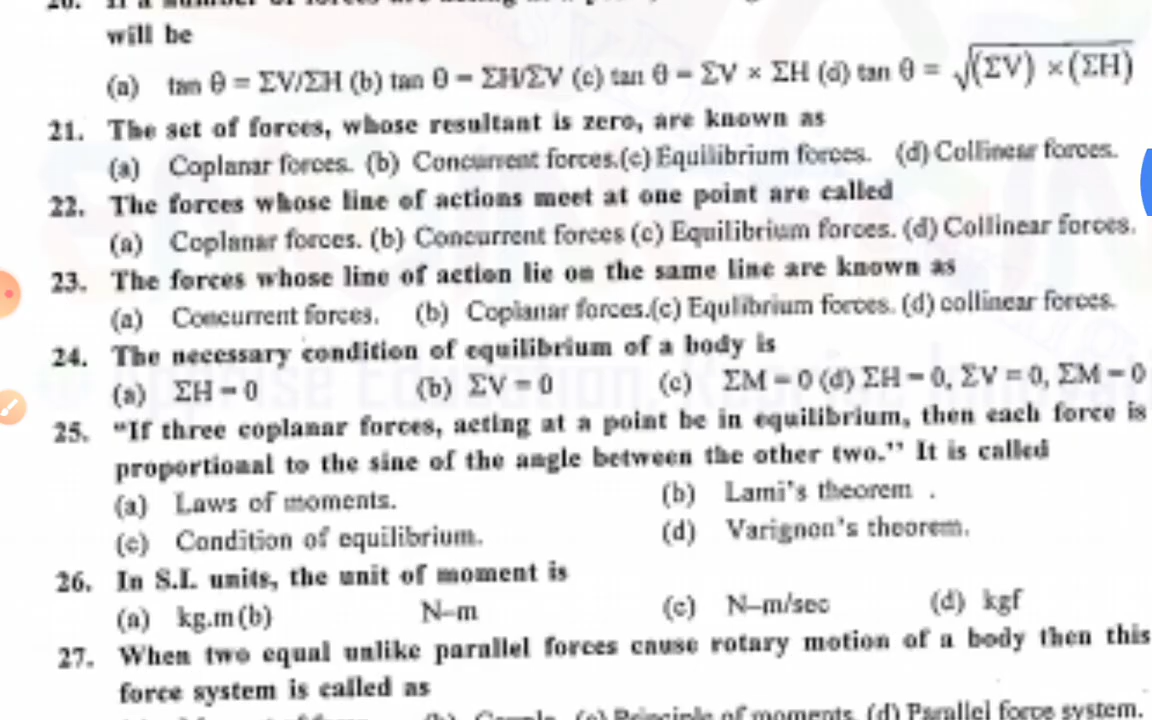 will be
(a) tan θ = ΣV/ΣH (b) tan θ = ΣH/ΣV (c) tan θ = ΣV × ΣH (d) tan θ = √(ΣV) × (ΣH)
21. The set of forces, whose resultant is zero, are known as
(a) Coplanar forces. (b) Concurrent forces.(c) Equilibrium forces. (d) Collinear forces.
22. The forces whose line of actions meet at one point are called
(a) Coplanar forces. (b) Concurrent forces (c) Equilibrium forces. (d) Collinear forces.
23. The forces whose line of action lie on the same line are known as
(a) Concurrent forces. (b) Coplanar forces.(c) Equlibrium forces. (d) collinear forces.
24. The necessary condition of equilibrium of a body is
(a) ΣH = 0 (b) ΣV = 0 (c) ΣM = 0 (d) ΣH = 0, ΣV = 0, ΣM = 0
25. "If three coplanar forces, acting at a point be in equilibrium, then each force is
proportional to the sine of the angle between the other two." It is called
(a) Laws of moments. (b) Lami's theorem .
(c) Condition of equilibrium. (d) Varignon's theorem.
26. In S.I. units, the unit of moment is
(a) kg.m(b) N–m (c) N–m/sec (d) kgf
27. When two equal unlike parallel forces cause rotary motion of a body then this
force system is called as
(b) Couple. (c) Principle of moments. (d) Parallel force system.